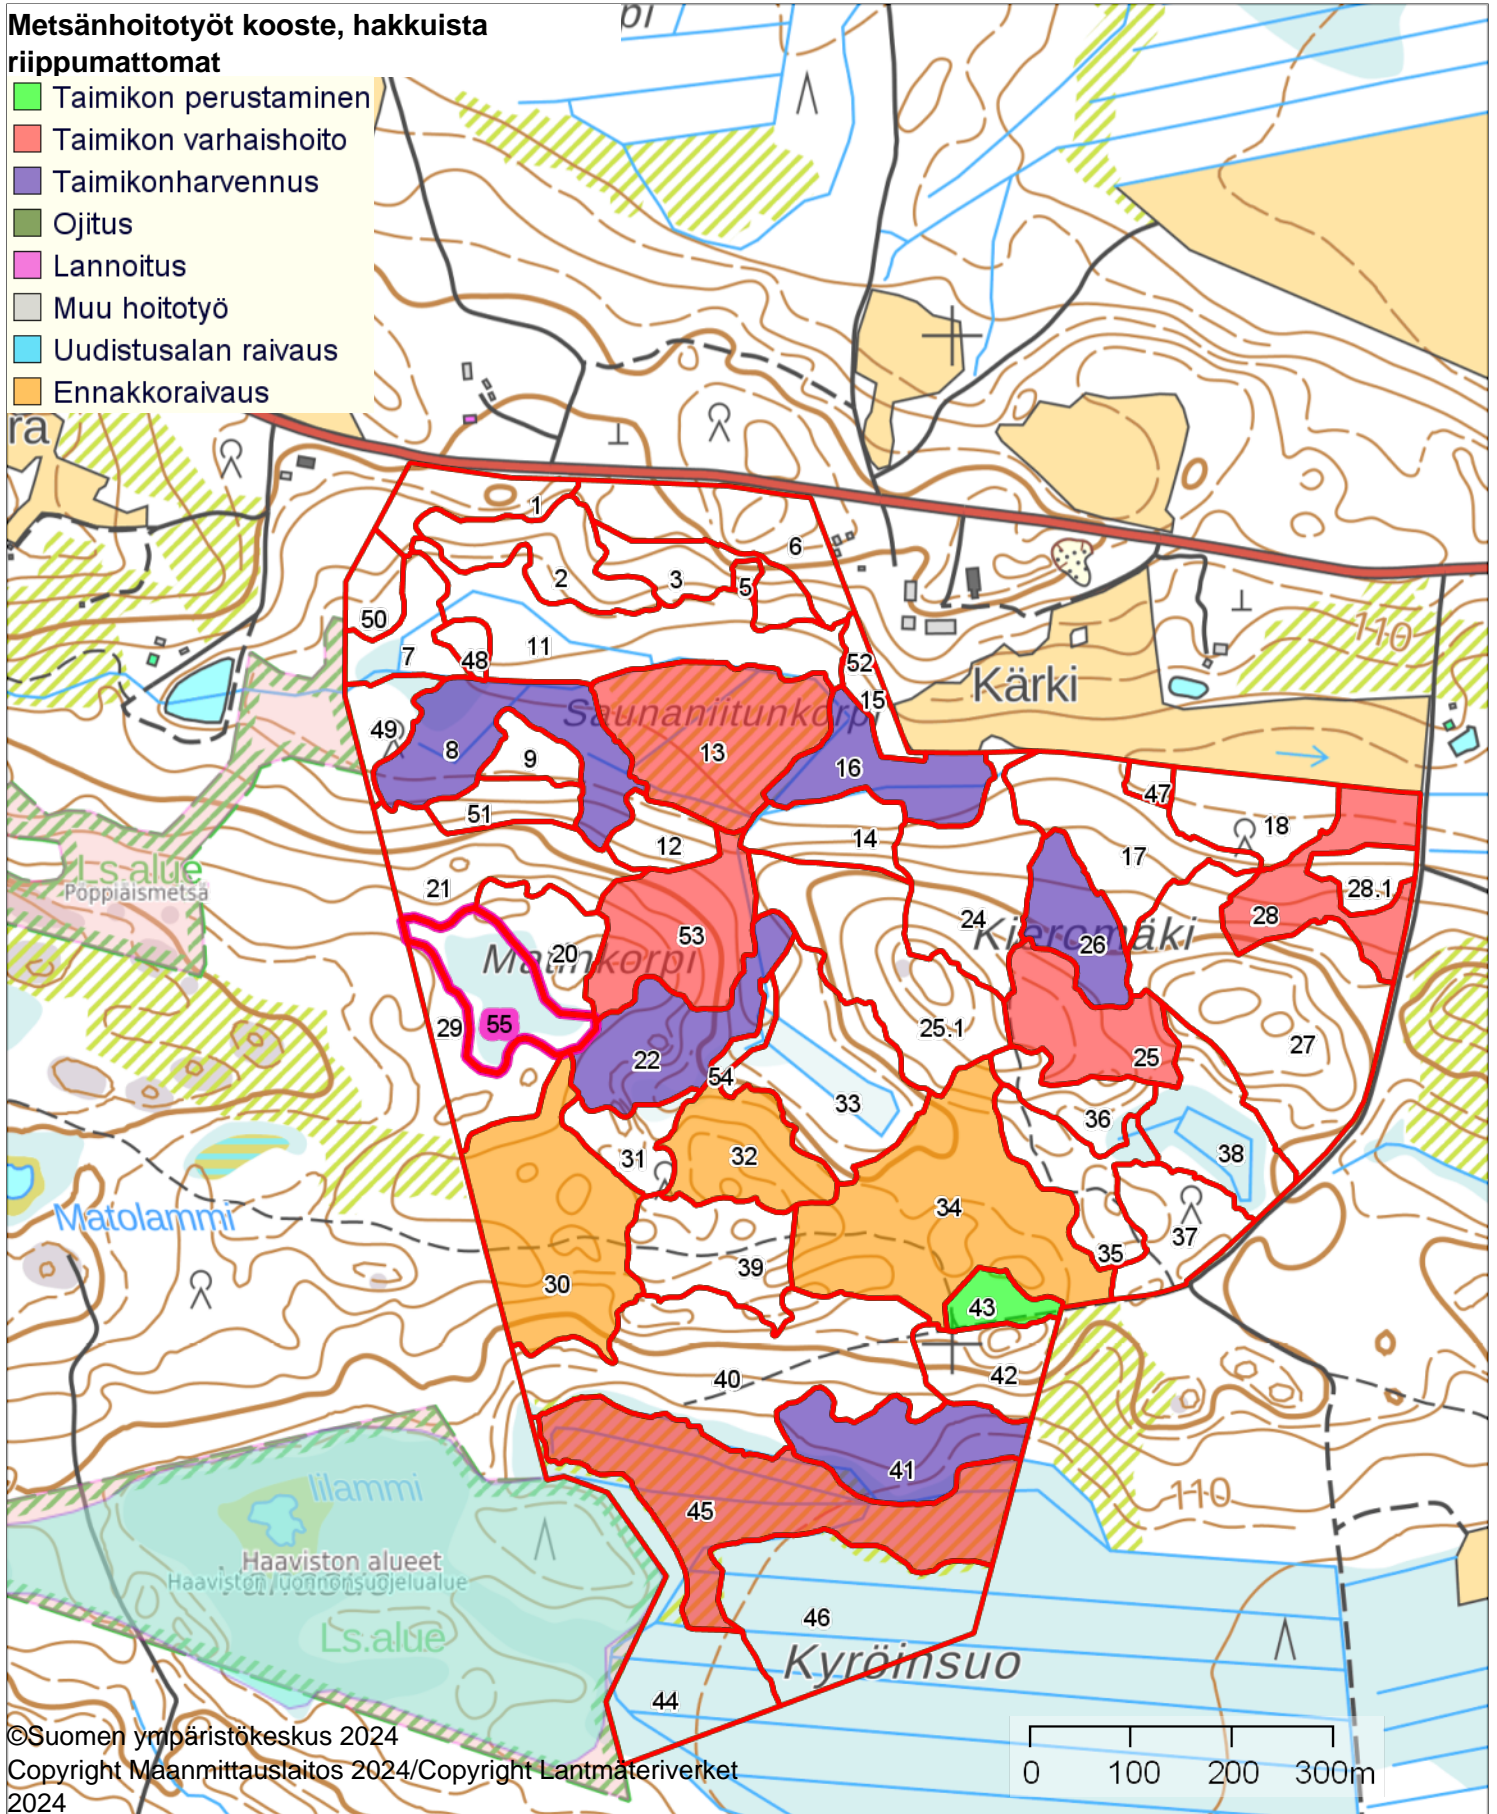 Metsänhoitotyöt kooste, hakkuista
riippumattomat
Taimikon perustaminen
Taimikon varhaishoito
Taimikonharvennus
Ojitus
Lannoitus
Muu hoitotyö
Uudistusalan raivaus
Ennakkoraivaus
pi
ra
1
6
2
3
5
50
11
7
48
52
110
Kärki
15
Saunaniitunkorpi
49
8
9
13
16
47
51
14
18
12
17
Ls.alue
Pöppiäismetsä
21
28.1
28
24
Kieromäki
53
26
20
Matinkorpi
29
55
25.1
27
22
25
54
33
36
31
32
38
Matolammi
34
37
35
39
30
43
40
42
41
Iilammi
45
110
Haaviston alueet
Haaviston luonnonsuojelualue
46
Ls.alue
Kyröinsuo
44
©Suomen ympäristökeskus 2024
Copyright Maanmittauslaitos 2024/Copyright Lantmäteriverket
2024
0 100 200 300m